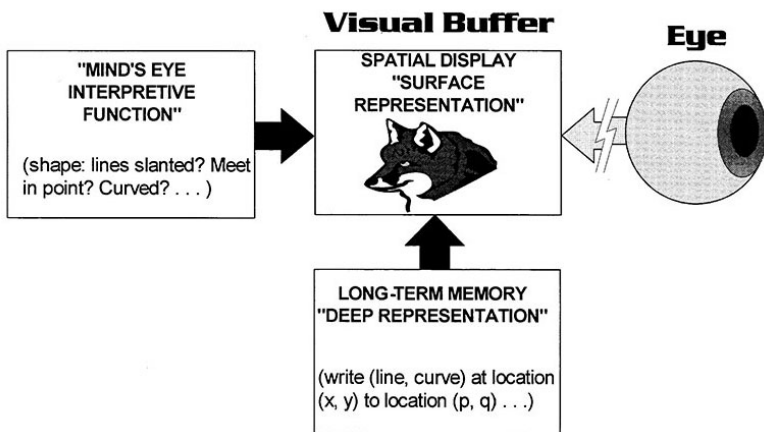 Visual Buffer
Eye
"MIND'S EYE
INTERPRETIVE
FUNCTION"
(shape: lines slanted? Meet
in point? Curved? . . . )
SPATIAL DISPLAY
"SURFACE
REPRESENTATION"
LONG-TERM MEMORY
"DEEP REPRESENTATION"
(write (line, curve) at location
(x, y) to location (p, q) . . .)